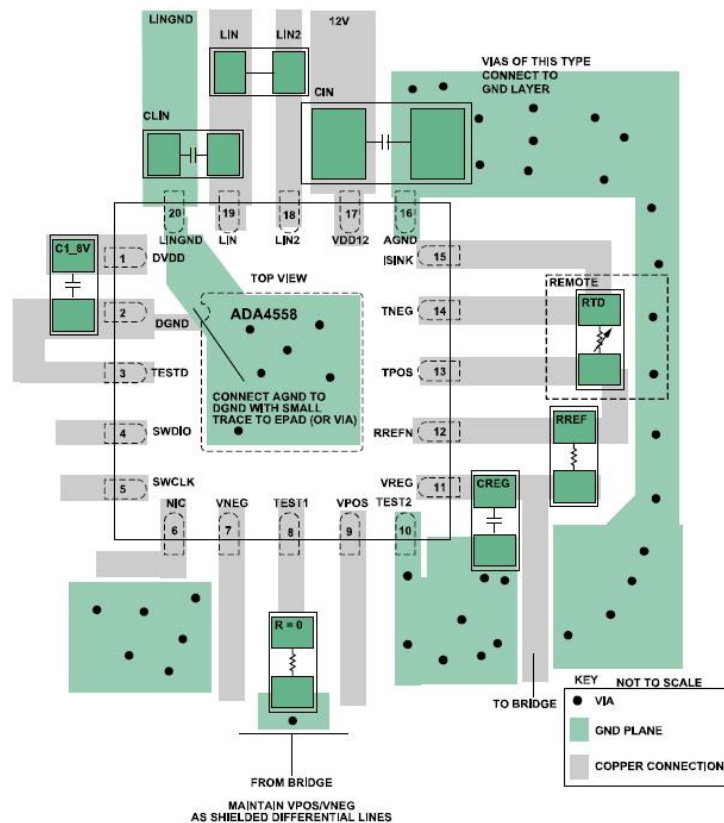 LINGND
LIN
LIN2
12V
VIAS OF THIS TYPE
CONNECT TO
GND LAYER
CIN
CLIN
20
19
18
17
16
LINGND
LIN
LIN2
VDD12
AGND
C1_8V
1
DVDD
ISINK
15
TOP VIEW
REMOTE
2
DGND
ADA4558
TNEG
14
RTD
3
TESTD
CONNECT AGND TO
DGND WITH SMALL
TRACE TO EPAD (OR VIA)
TPOS
13
4
SWDIO
RREFN
12
RREF
5
SWCLK
VREG
11
CREG
NIC
VNEG
TEST1
VPOS
TEST2
6
7
8
9
10
R = 0
TO BRIDGE
FROM BRIDGE
MAINTAIN VPOS/VNEG
AS SHIELDED DIFFERENTIAL LINES
KEY
NOT TO SCALE
VIA
GND PLANE
COPPER CONNECTION